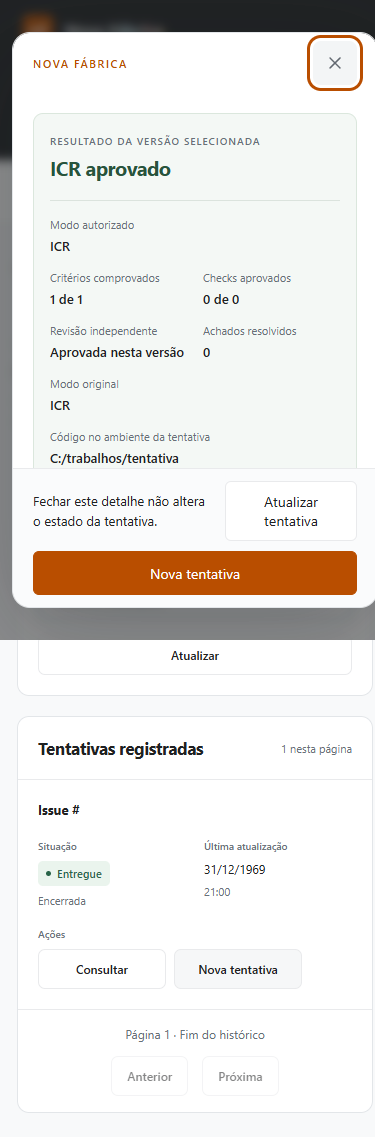 NOVA FÁBRICA
RESULTADO DA VERSÃO SELECIONADA
ICR aprovado
Modo autorizado
ICR
Critérios comprovados
1 de 1
Checks aprovados
0 de 0
Revisão independente
Aprovada nesta versão
Achados resolvidos
0
Modo original
ICR
Código no ambiente da tentativa
C:/trabalhos/tentativa
Fechar este detalhe não altera
o estado da tentativa.
Atualizar
tentativa
Nova tentativa
Atualizar
Tentativas registradas
1 nesta página
Issue #
Situação
Entregue
Encerrada
Última atualização
31/12/1969
21:00
Ações
Consultar
Nova tentativa
Página 1 · Fim do histórico
Anterior
Próxima